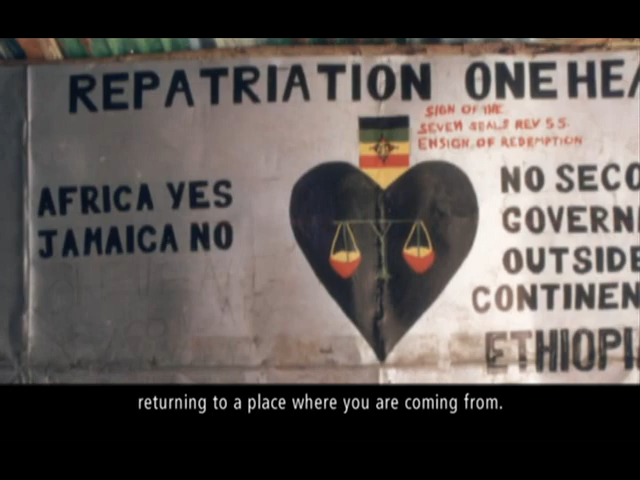 REPATRIATION ONE HEA
SIGN OF THE
SEVEN SEALS REV 5 5.
ENSIGN OF REDEMPTION
AFRICA YES
JAMAICA NO
NO SECO
GOVERN
OUTSIDE
CONTINEN
ETHIOPI
returning to a place where you are coming from.